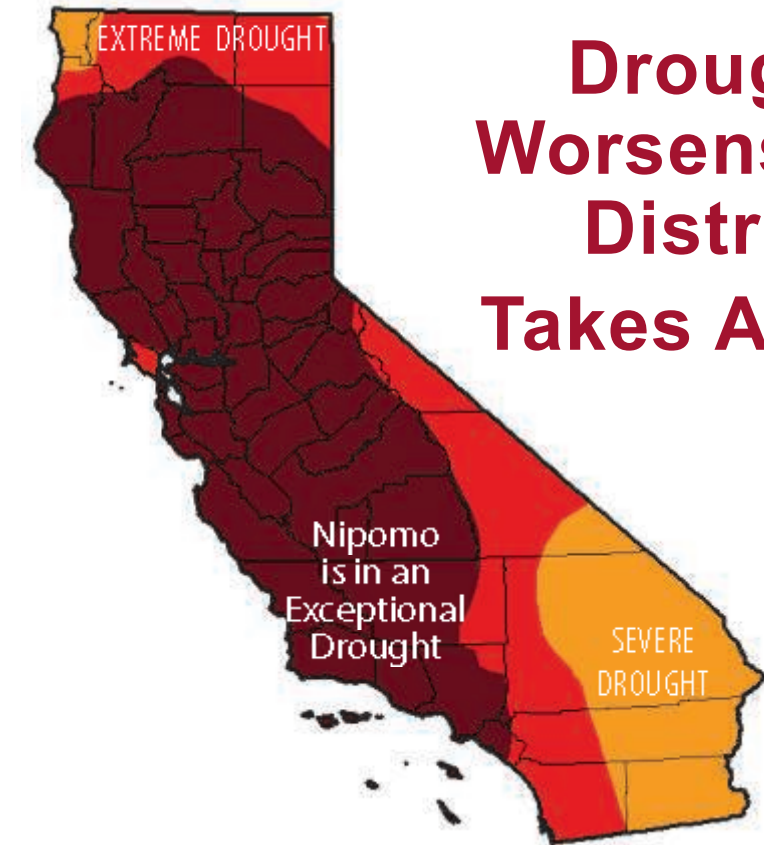 EXTREME DROUGHT
Droug
Worsens
Distr
Takes A
Nipomo
is in an
Exceptional
Drought
SEVERE
DROUGHT